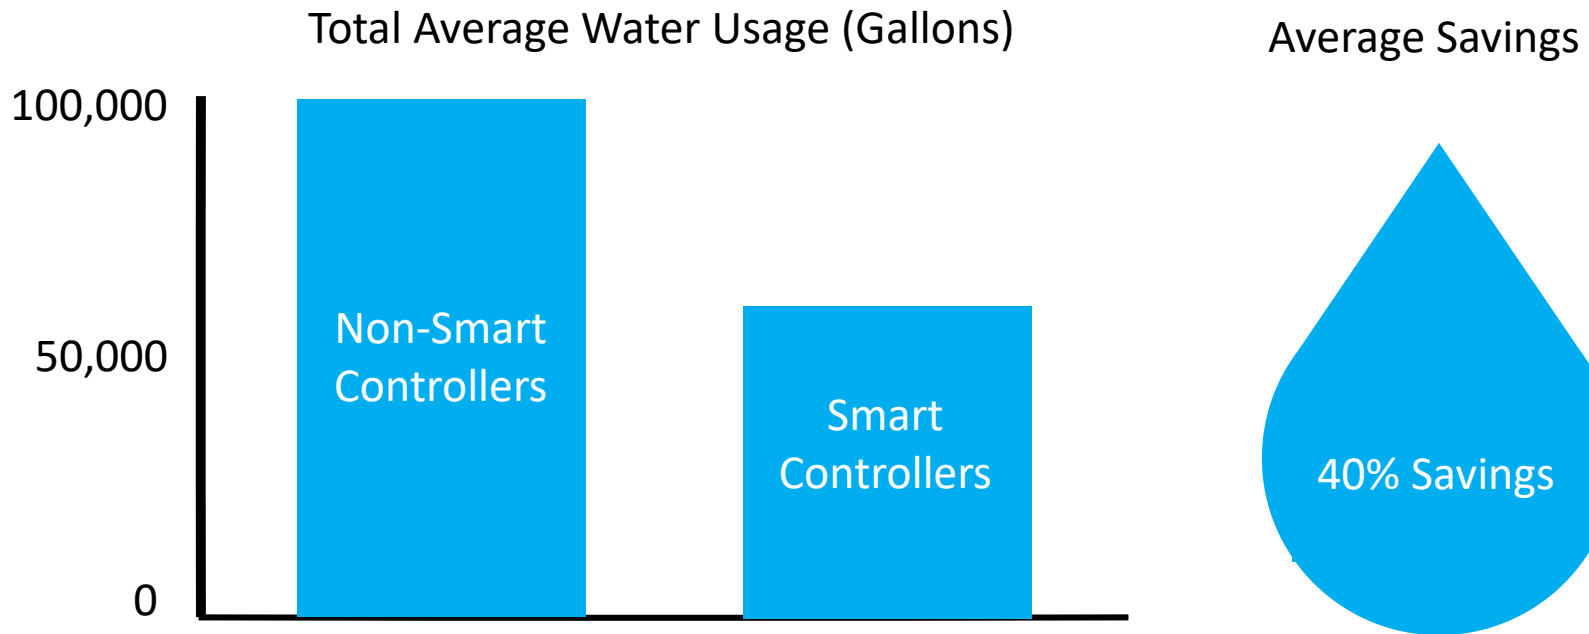 Total Average Water Usage (Gallons)
Average Savings
100,000
50,000
0
Non-Smart
Controllers
Smart
Controllers
40% Savings